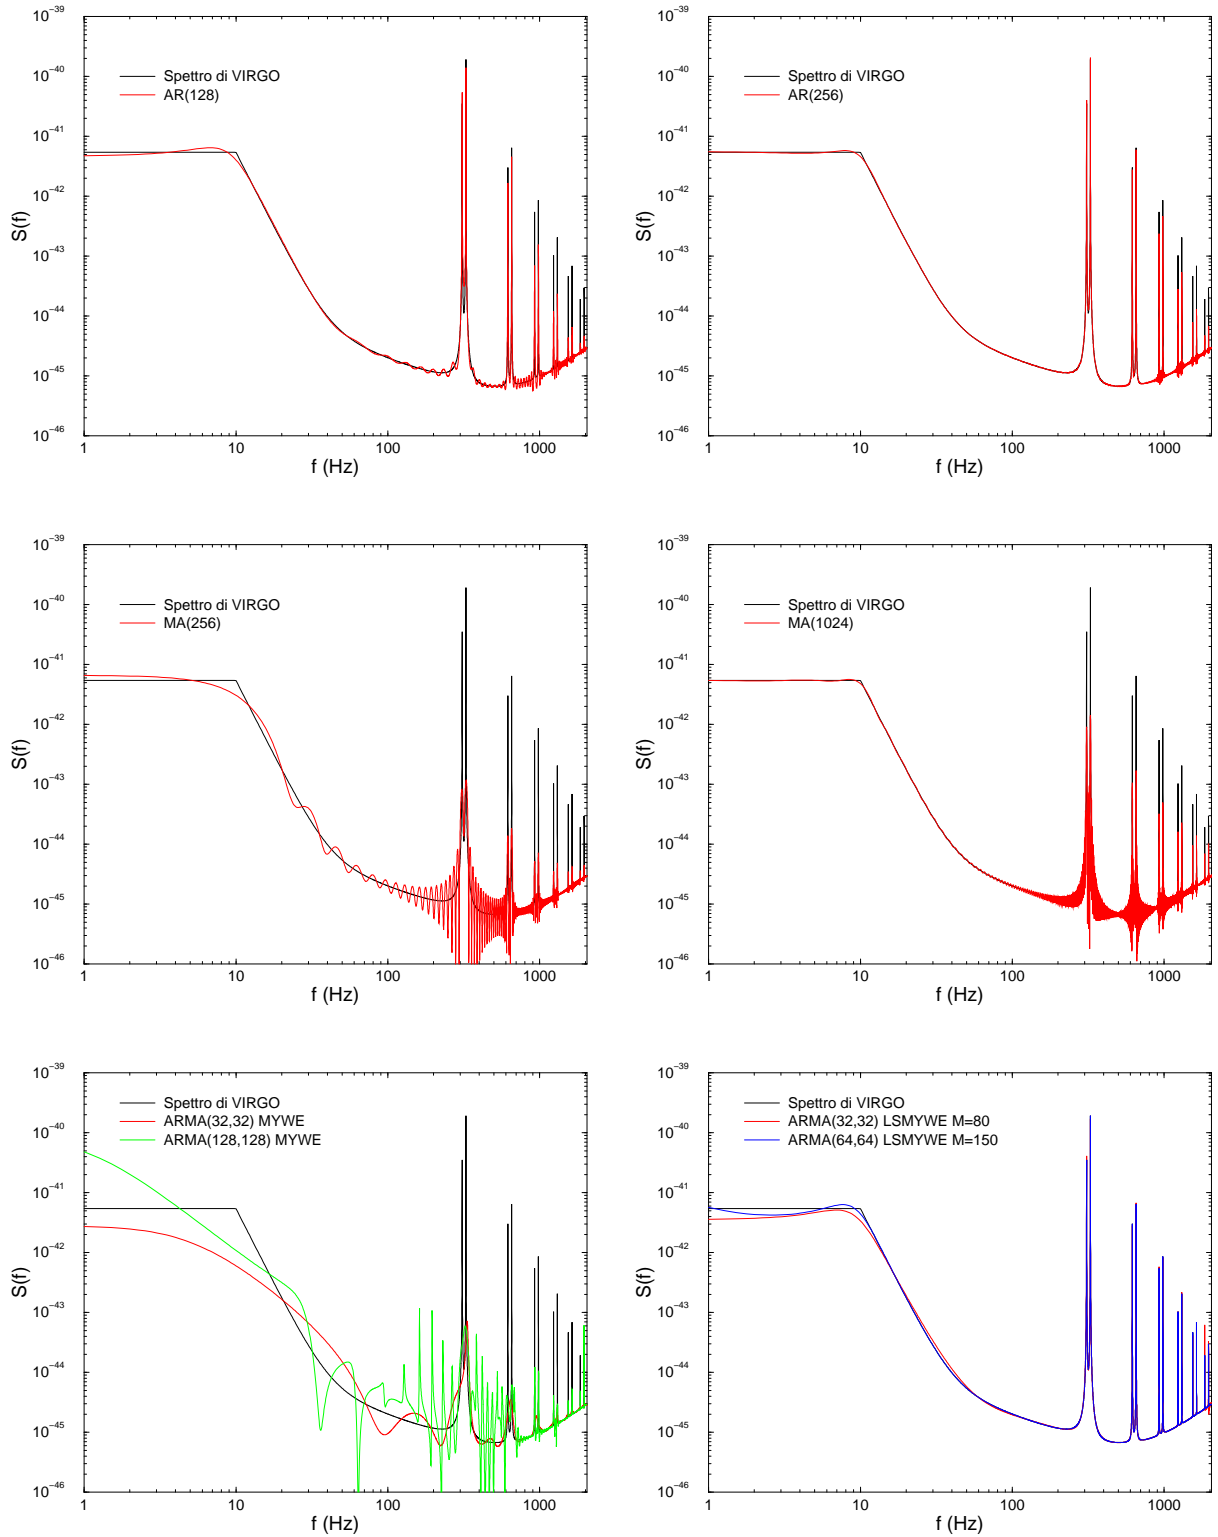 10⁻³⁹
10⁻⁴⁰
10⁻⁴¹
10⁻⁴²
10⁻⁴³
10⁻⁴⁴
10⁻⁴⁵
10⁻⁴⁶
S(f)
Spettro di VIRGO
AR(128)
1 10 100 1000
f (Hz)
10⁻³⁹
10⁻⁴⁰
10⁻⁴¹
10⁻⁴²
10⁻⁴³
10⁻⁴⁴
10⁻⁴⁵
10⁻⁴⁶
S(f)
Spettro di VIRGO
AR(256)
1 10 100 1000
f (Hz)
10⁻³⁹
10⁻⁴⁰
10⁻⁴¹
10⁻⁴²
10⁻⁴³
10⁻⁴⁴
10⁻⁴⁵
10⁻⁴⁶
S(f)
Spettro di VIRGO
MA(256)
1 10 100 1000
f (Hz)
10⁻³⁹
10⁻⁴⁰
10⁻⁴¹
10⁻⁴²
10⁻⁴³
10⁻⁴⁴
10⁻⁴⁵
10⁻⁴⁶
S(f)
Spettro di VIRGO
MA(1024)
1 10 100 1000
f (Hz)
10⁻³⁹
10⁻⁴⁰
10⁻⁴¹
10⁻⁴²
10⁻⁴³
10⁻⁴⁴
10⁻⁴⁵
10⁻⁴⁶
S(f)
Spettro di VIRGO
ARMA(32,32) MYWE
ARMA(128,128) MYWE
1 10 100 1000
f (Hz)
10⁻³⁹
10⁻⁴⁰
10⁻⁴¹
10⁻⁴²
10⁻⁴³
10⁻⁴⁴
10⁻⁴⁵
10⁻⁴⁶
S(f)
Spettro di VIRGO
ARMA(32,32) LSMYWE M=80
ARMA(64,64) LSMYWE M=150
1 10 100 1000
f (Hz)